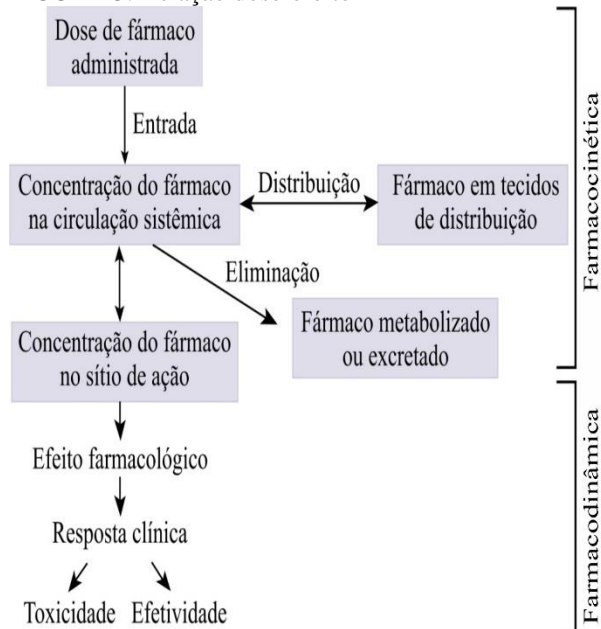 Dose de fármaco
administrada
Entrada
Concentração do fármaco
na circulação sistêmica
Distribuição
Fármaco em tecidos
de distribuição
Eliminação
Fármaco metabolizado
ou excretado
Concentração do fármaco
no sítio de ação
Efeito farmacológico
Resposta clínica
Toxicidade Efetividade
Farmacocinética
Farmacodinâmica